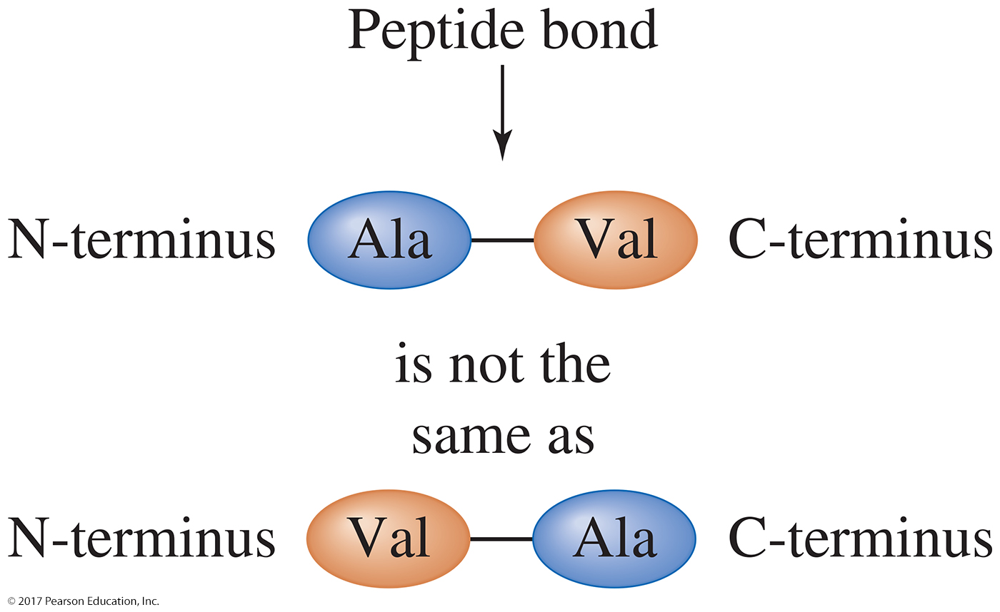 Peptide bond
N-terminus Ala Val C-terminus
is not the
same as
N-terminus Val Ala C-terminus
© 2017 Pearson Education, Inc.